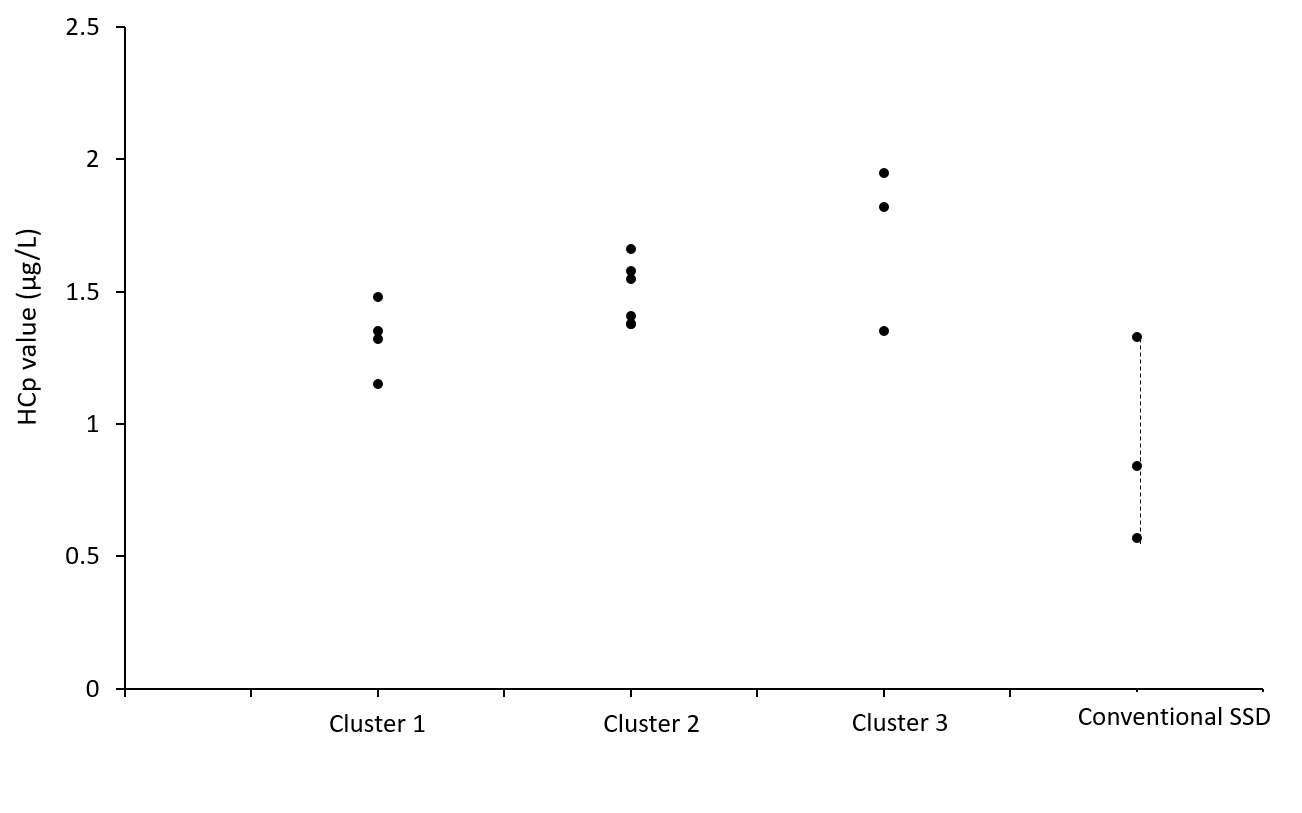 2.5
2
1.5
1
0.5
0
HCp value (µg/L)
Cluster 1
Cluster 2
Cluster 3
Conventional SSD